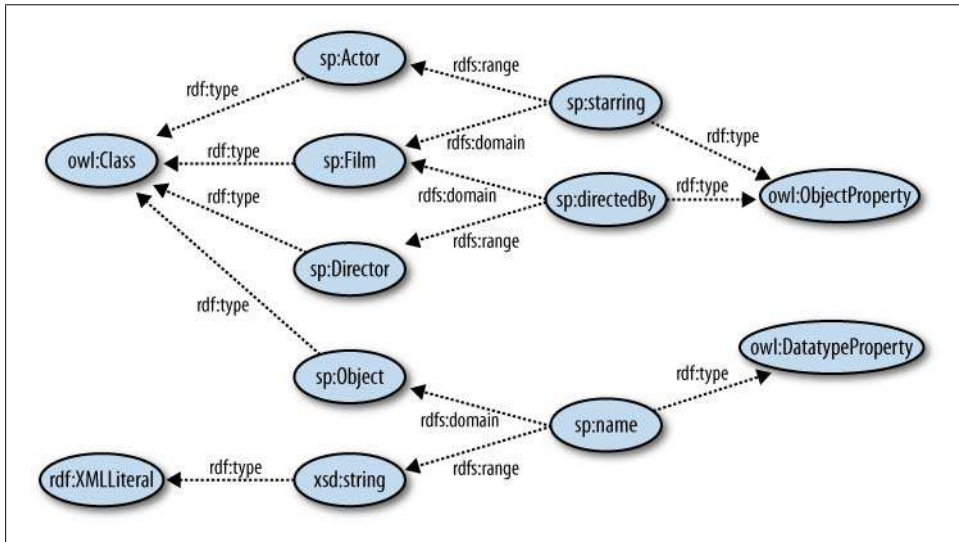 sp:Actor
rdfs:range
rdf:type
sp:starring
rdf:type
owl:Class
rdf:type
sp:Film
rdfs:domain
rdfs:domain
sp:directedBy
rdf:type
owl:ObjectProperty
rdf:type
rdfs:range
sp:Director
rdf:type
owl:DatatypeProperty
sp:Object
rdf:type
rdfs:domain
sp:name
rdf:XMLLiteral
rdf:type
xsd:string
rdfs:range